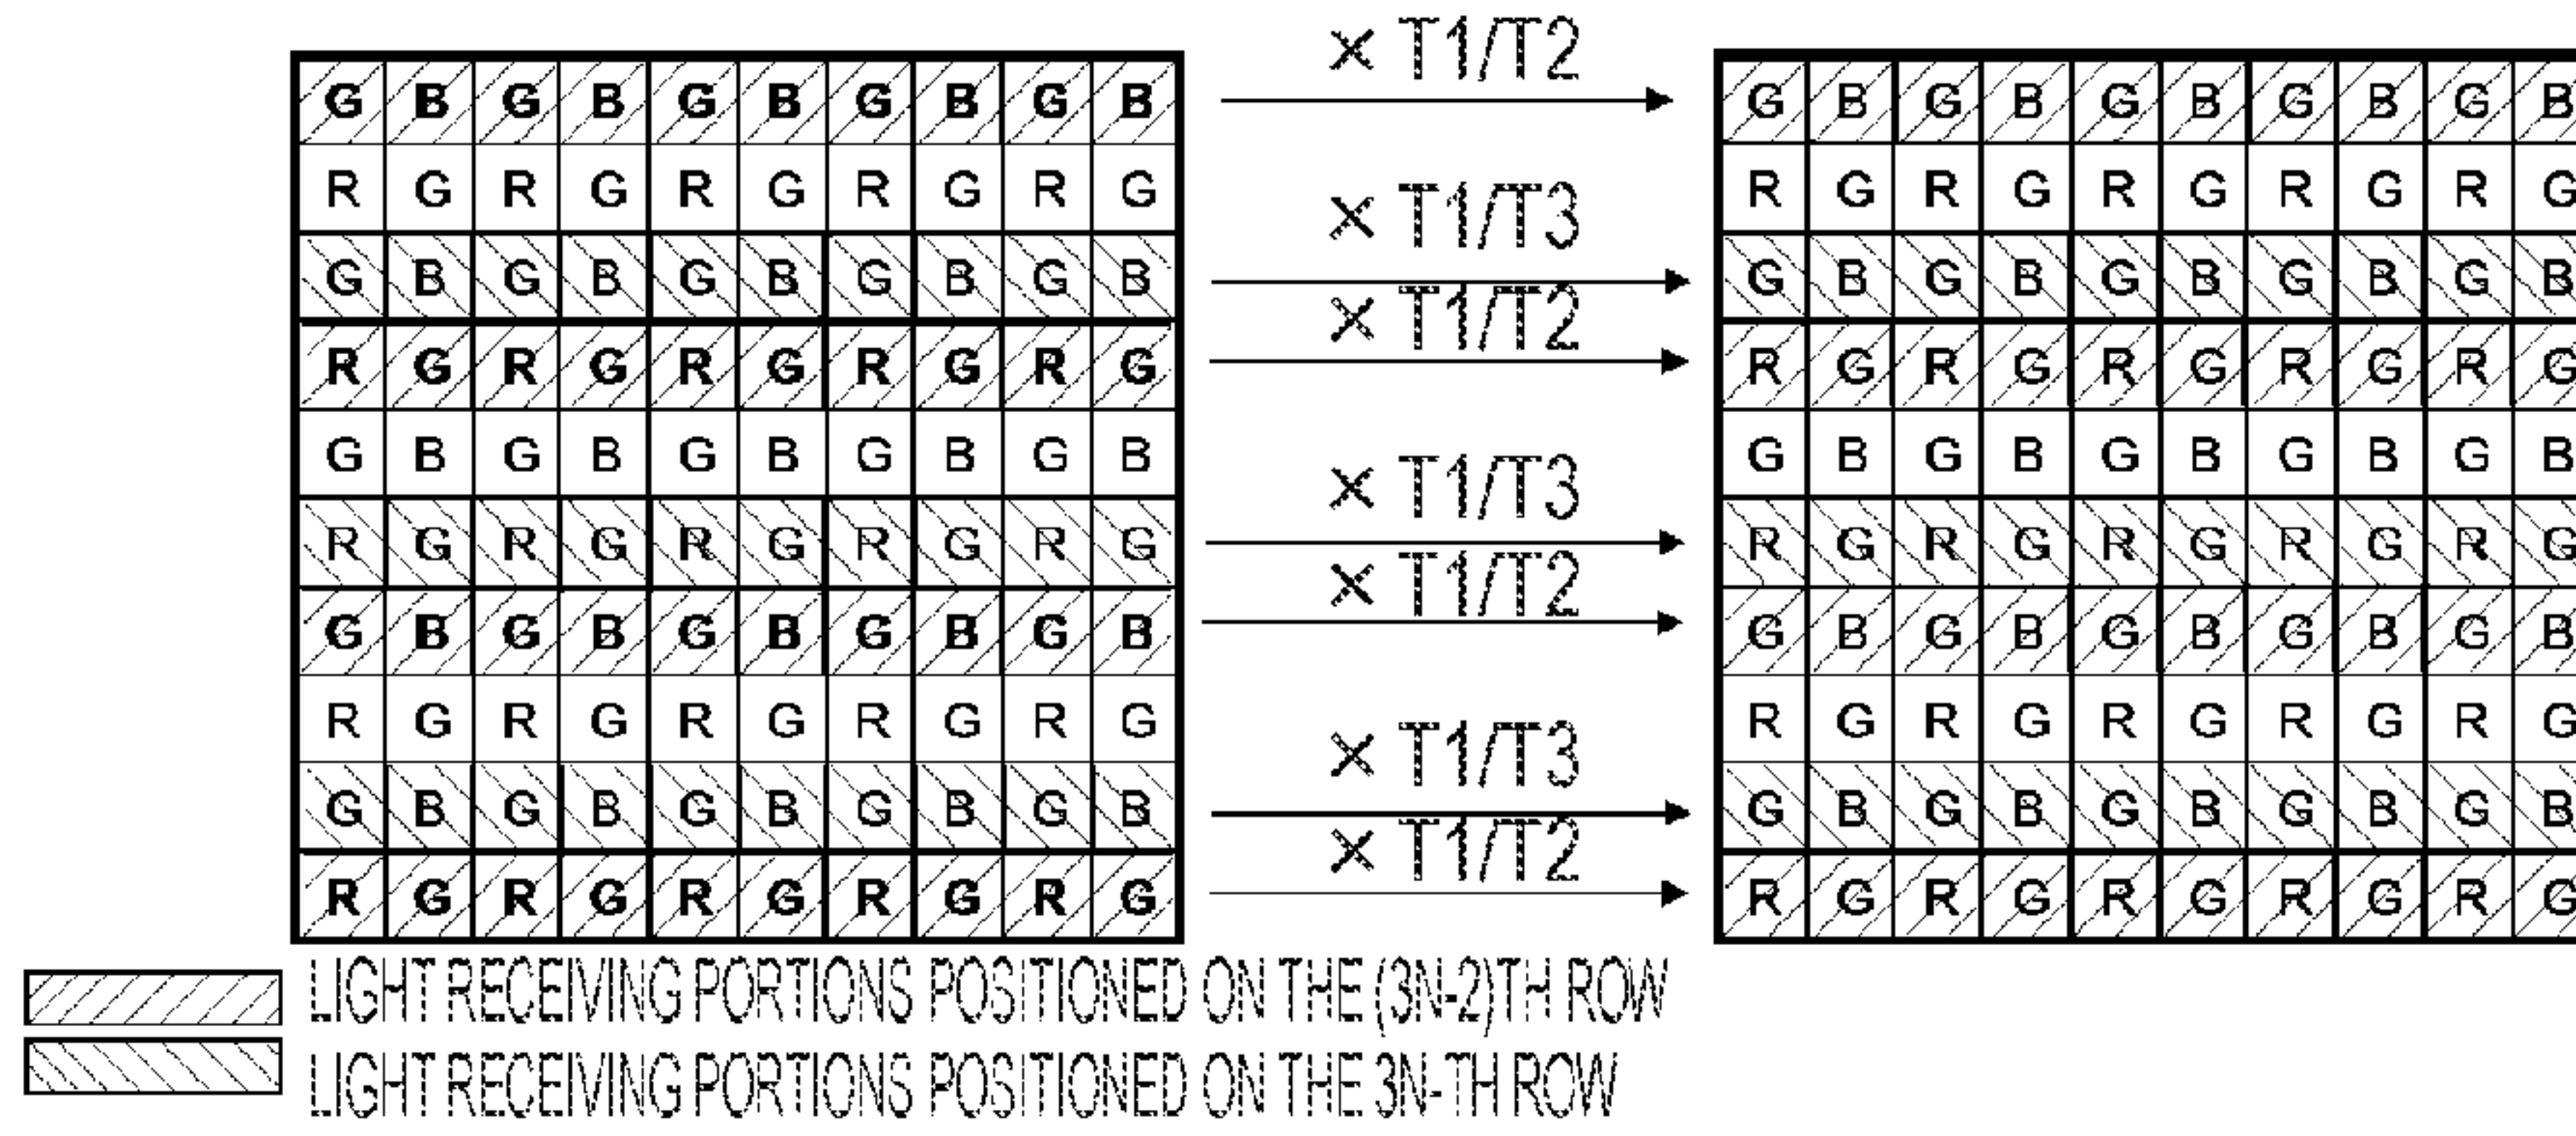 G B G B G B G B G B × T1/T2 G B G B G B G B G B
R G R G R G R G R G R G R G R G R G R G
× T1/T3
G B G B G B G B G B G B G B G B G B G B
× T1/T2
R G R G R G R G R G R G R G R G R G R G
G B G B G B G B G B G B G B G B G B G B
× T1/T3
R G R G R G R G R G R G R G R G R G R G
× T1/T2
G B G B G B G B G B G B G B G B G B G B
R G R G R G R G R G R G R G R G R G R G
× T1/T3
G B G B G B G B G B G B G B G B G B G B
× T1/T2
R G R G R G R G R G R G R G R G R G R G
LIGHT RECEIVING PORTIONS POSITIONED ON THE (3N-2)TH ROW
LIGHT RECEIVING PORTIONS POSITIONED ON THE 3N-TH ROW